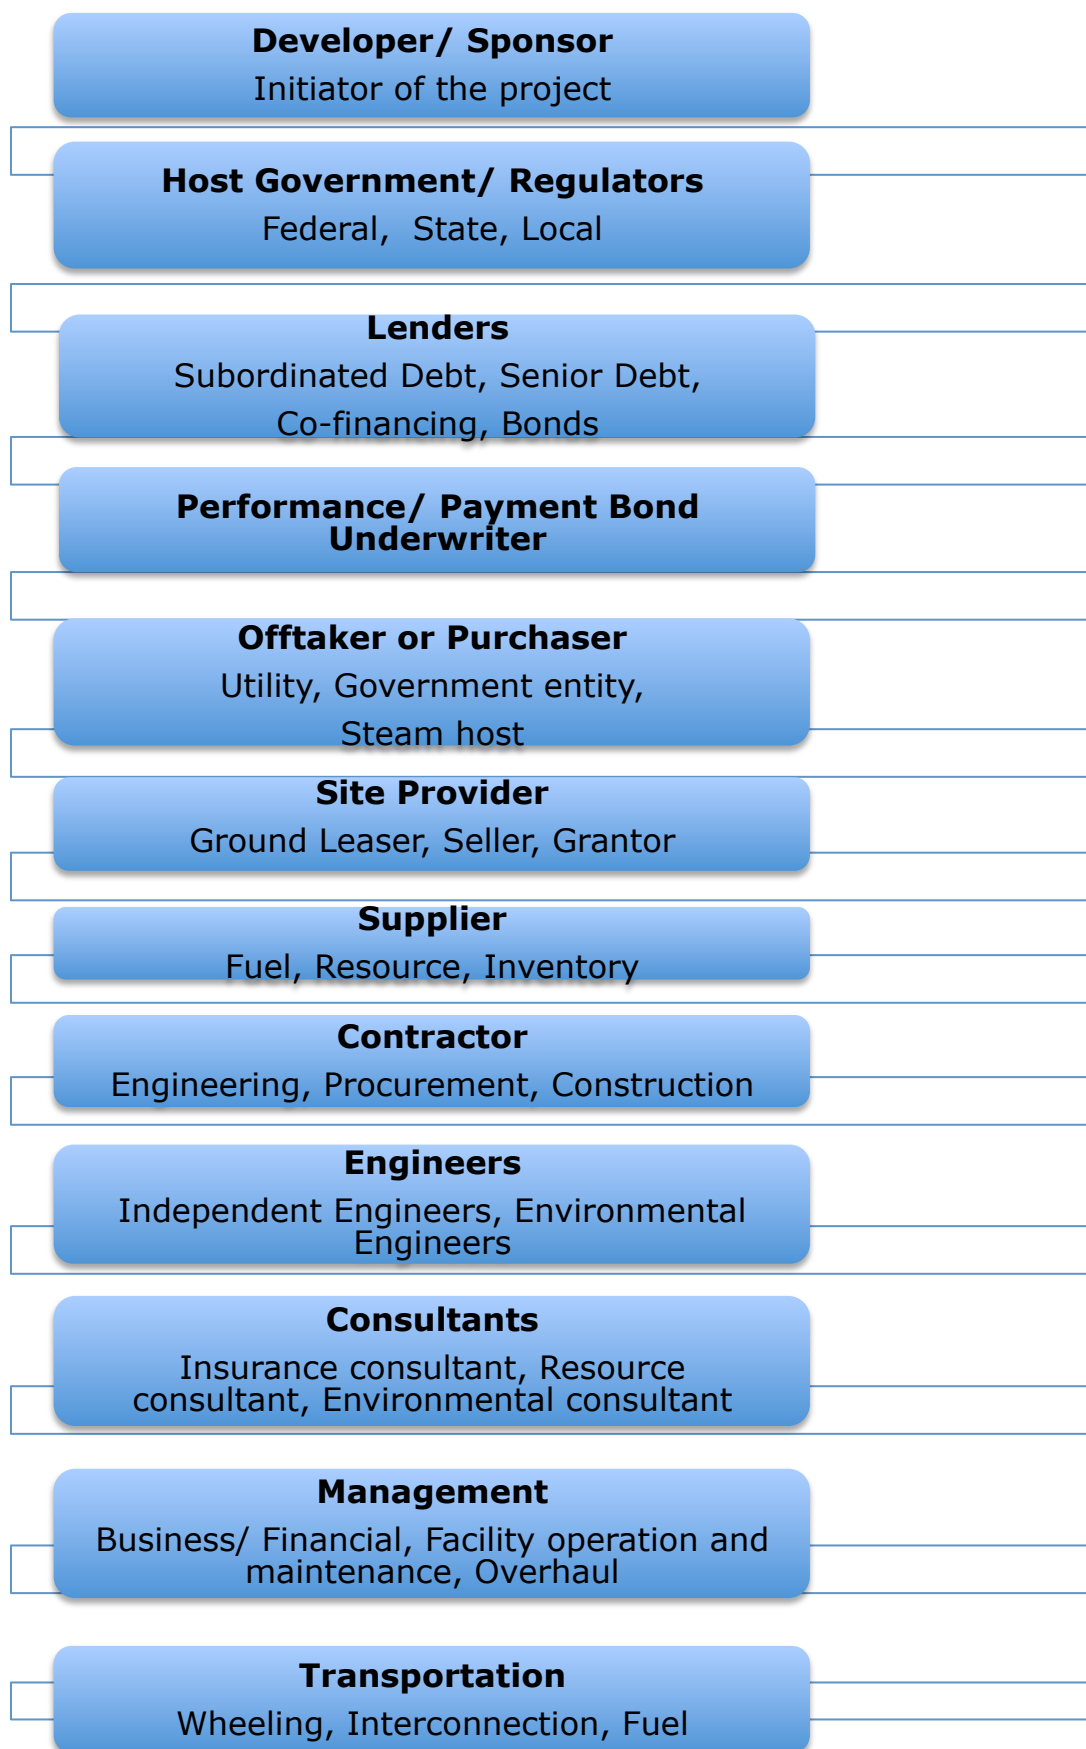 Developer/ Sponsor
Initiator of the project
Host Government/ Regulators
Federal,  State, Local
Lenders
Subordinated Debt, Senior Debt,
Co-financing, Bonds
Performance/ Payment Bond
Underwriter
Offtaker or Purchaser
Utility, Government entity,
Steam host
Site Provider
Ground Leaser, Seller, Grantor
Supplier
Fuel, Resource, Inventory
Contractor
Engineering, Procurement, Construction
Engineers
Independent Engineers, Environmental
Engineers
Consultants
Insurance consultant, Resource
consultant, Environmental consultant
Management
Business/ Financial, Facility operation and
maintenance, Overhaul
Transportation
Wheeling, Interconnection, Fuel